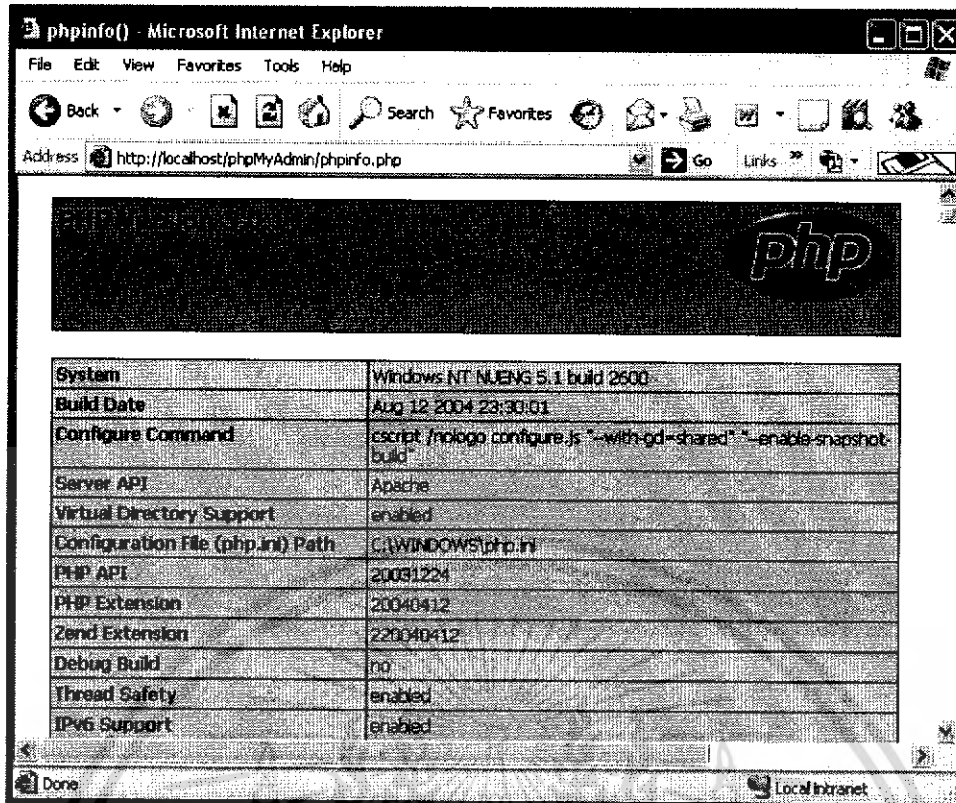 phpinfo() - Microsoft Internet Explorer
File Edit View Favorites Tools Help
Back Search Favorites
Address http://localhost/phpMyAdmin/phpinfo.php Go Links »
php
System Windows NT NUENG 5.1 build 2600
Build Date Aug 12 2004 23:30:01
Configure Command cscript /nologo configure.js "--with-gd=shared" "--enable-snapshot-
build"
Server API Apache
Virtual Directory Support enabled
Configuration File (php.ini) Path C:\WINDOWS\php.ini
PHP API 20031224
PHP Extension 20040412
Zend Extension 220040412
Debug Build no
Thread Safety enabled
IPv6 Support enabled
Done Local intranet